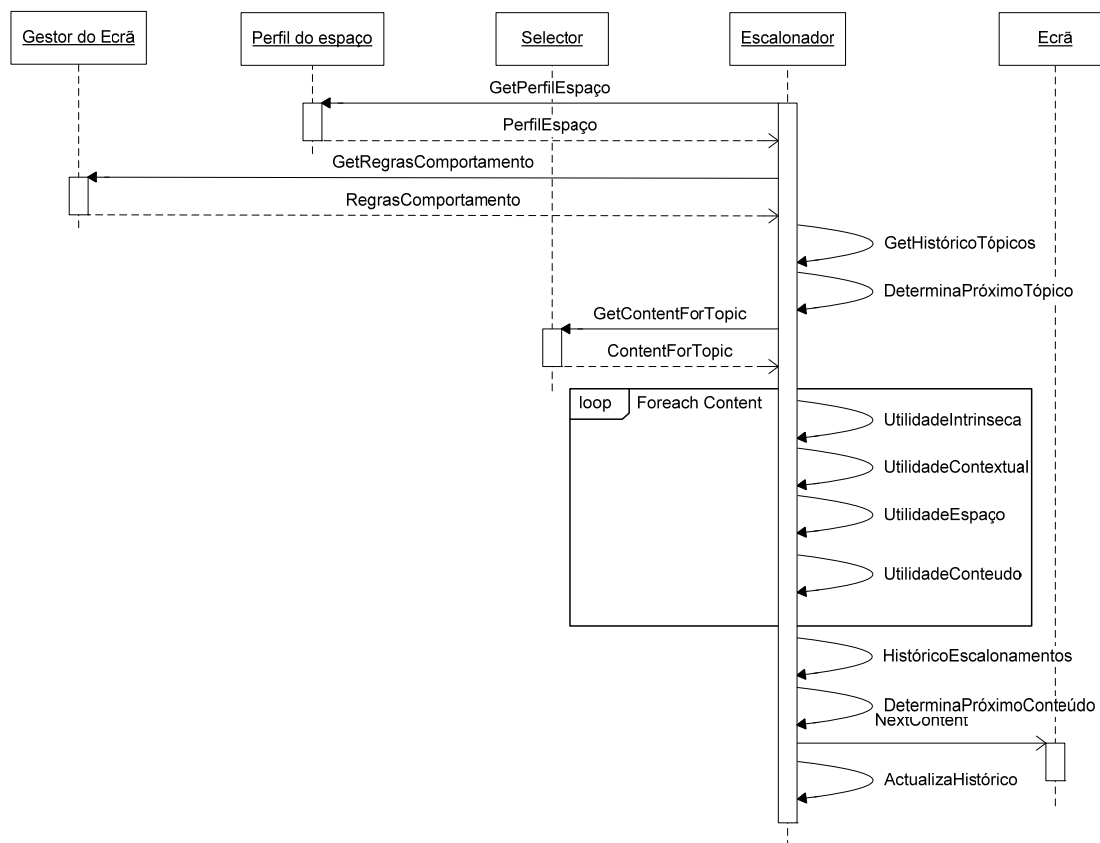 Gestor do Ecrã
Perfil do espaço
Selector
Escalonador
Ecrã
GetPerfilEspaço
PerfilEspaço
GetRegrasComportamento
RegrasComportamento
GetHistóricoTópicos
DeterminaPróximoTópico
GetContentForTopic
ContentForTopic
loop
Foreach Content
UtilidadeIntrinseca
UtilidadeContextual
UtilidadeEspaço
UtilidadeConteudo
HistóricoEscalonamentos
DeterminaPróximoConteúdo
NextContent
ActualizaHistórico